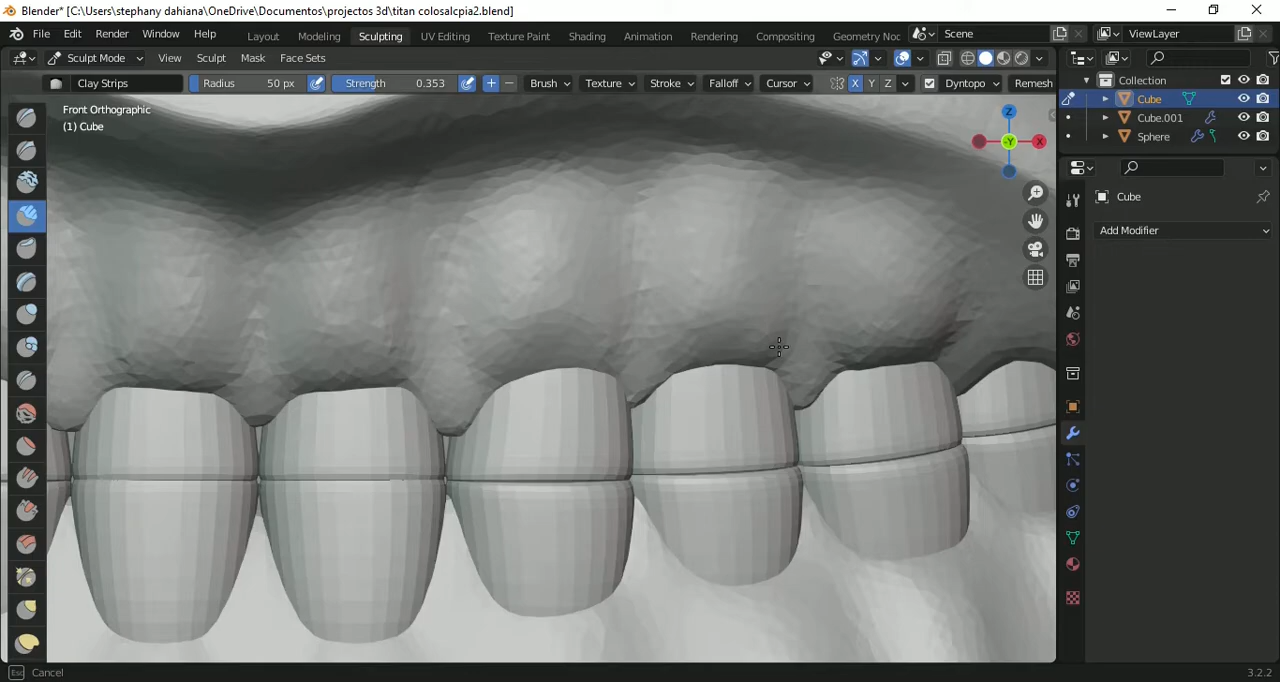 Blender* [C:\Users\stephany dahiana\OneDrive\Documentos\projectos 3d\titan colosalcpia2.blend]
File Edit Render Window Help Layout Modeling Sculpting UV Editing Texture Paint Shading Animation Rendering Compositing Geometry Noc Scene ViewLayer
Sculpt Mode View Sculpt Mask Face Sets
Clay Strips Radius 50 px Strength 0.353 Brush Texture Stroke Falloff Cursor X Y Z Dyntopo Remesh
Front Orthographic
(1) Cube
Z
-Y X
Collection
Cube
Cube.001
Sphere
Cube
Add Modifier
Esc Cancel 3.2.2